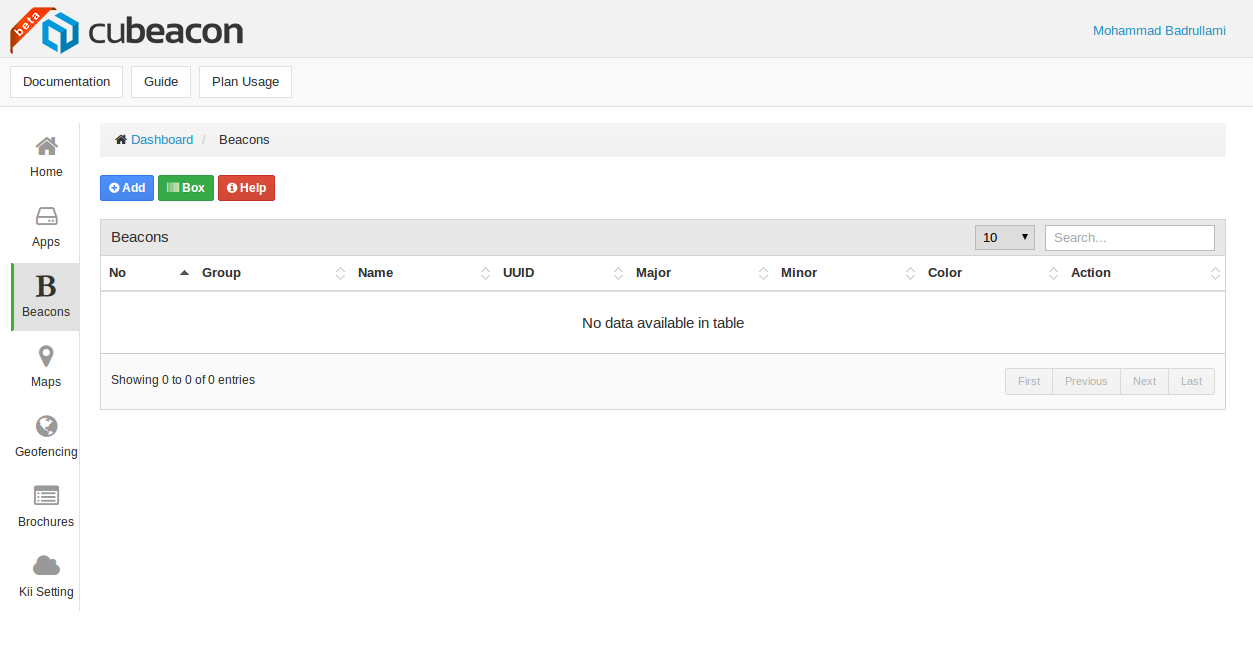 beta
cubeacon
Mohammad Badrullami
Documentation Guide Plan Usage
Dashboard / Beacons
Add Box Help
Beacons 10 Search...
No Group Name UUID Major Minor Color Action
No data available in table
Showing 0 to 0 of 0 entries First Previous Next Last
Home
Apps
B
Beacons
Maps
Geofencing
Brochures
Kii Setting